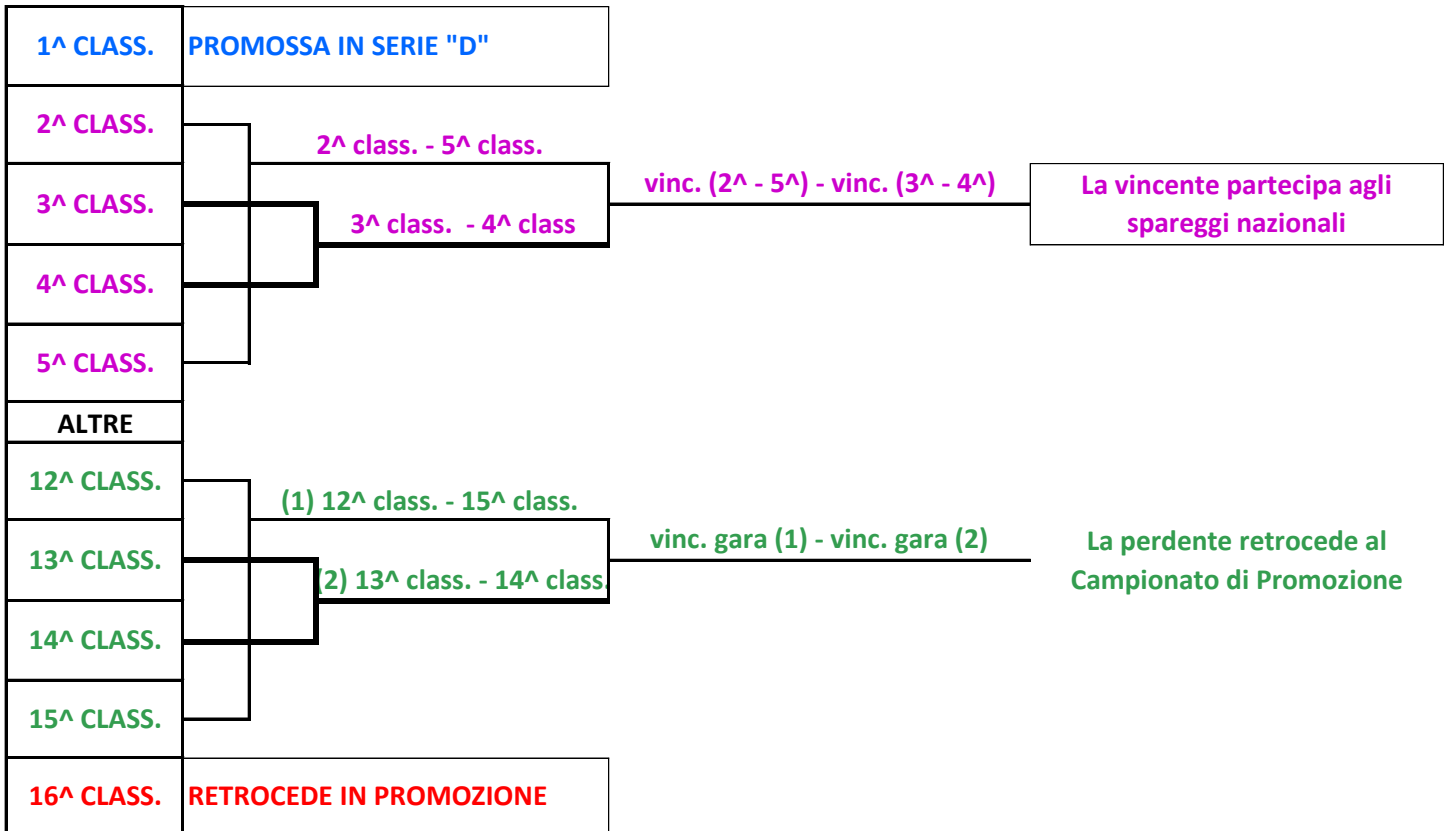 1^ CLASS. PROMOSSA IN SERIE "D"
2^ CLASS.
2^ class. - 5^ class.
vinc. (2^ - 5^) - vinc. (3^ - 4^)
La vincente partecipa agli
spareggi nazionali
3^ CLASS.
3^ class.  - 4^ class
4^ CLASS.
5^ CLASS.
ALTRE
12^ CLASS.
(1) 12^ class. - 15^ class.
vinc. gara (1) - vinc. gara (2)
La perdente retrocede al
Campionato di Promozione
13^ CLASS.
(2) 13^ class. - 14^ class.
14^ CLASS.
15^ CLASS.
16^ CLASS. RETROCEDE IN PROMOZIONE